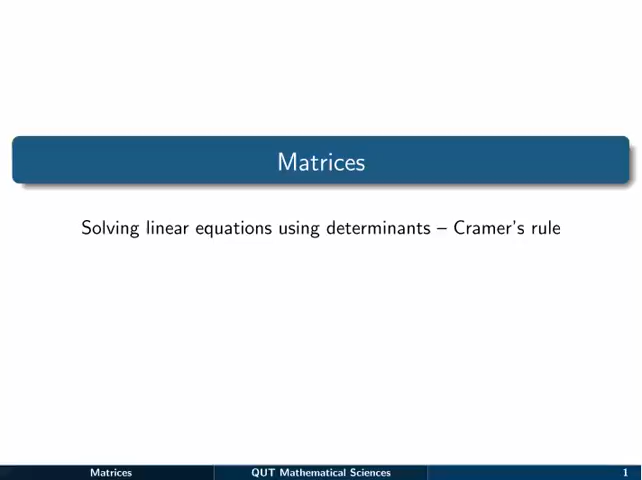 Matrices
Solving linear equations using determinants – Cramer's rule
Matrices QUT Mathematical Sciences 1